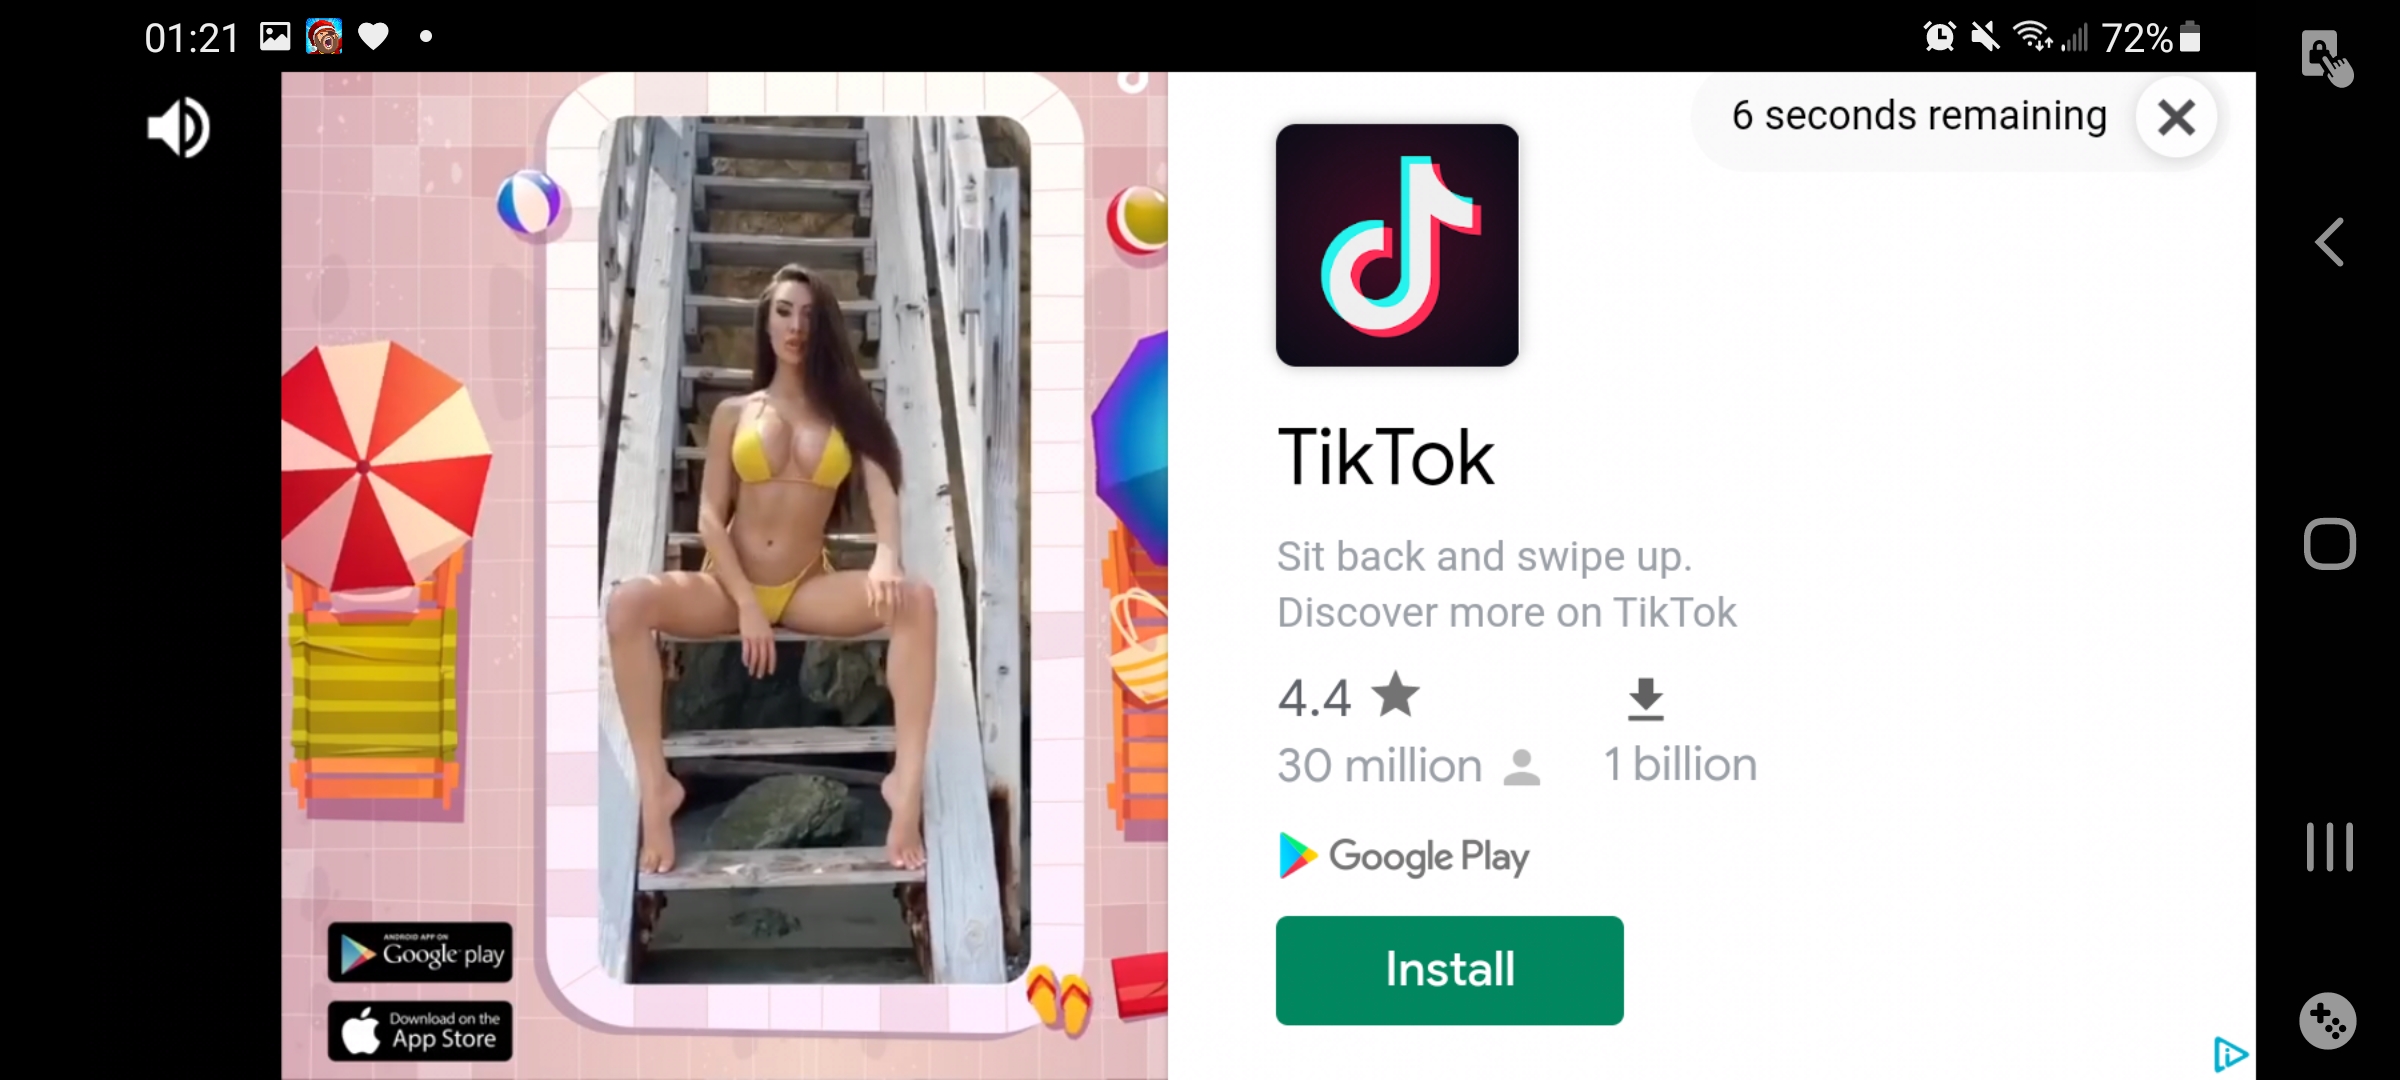 01:21
72%
6 seconds remaining
TikTok
Sit back and swipe up.
Discover more on TikTok
4.4
30 million
1 billion
Google Play
Install
ANDROID APP ON
Google play
Download on the
App Store